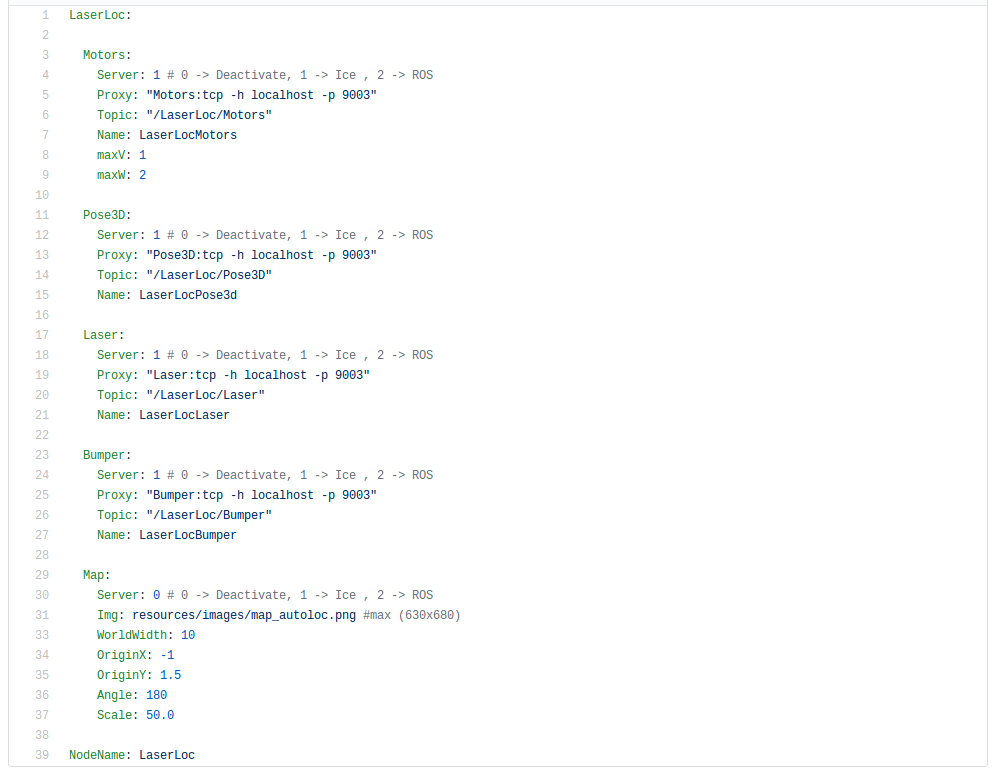 1 LaserLoc:
2
3 Motors:
4 Server: 1 # 0 -> Deactivate, 1 -> Ice , 2 -> ROS
5 Proxy: "Motors:tcp -h localhost -p 9003"
6 Topic: "/LaserLoc/Motors"
7 Name: LaserLocMotors
8 maxV: 1
9 maxW: 2
10
11 Pose3D:
12 Server: 1 # 0 -> Deactivate, 1 -> Ice , 2 -> ROS
13 Proxy: "Pose3D:tcp -h localhost -p 9003"
14 Topic: "/LaserLoc/Pose3D"
15 Name: LaserLocPose3d
16
17 Laser:
18 Server: 1 # 0 -> Deactivate, 1 -> Ice , 2 -> ROS
19 Proxy: "Laser:tcp -h localhost -p 9003"
20 Topic: "/LaserLoc/Laser"
21 Name: LaserLocLaser
22
23 Bumper:
24 Server: 1 # 0 -> Deactivate, 1 -> Ice , 2 -> ROS
25 Proxy: "Bumper:tcp -h localhost -p 9003"
26 Topic: "/LaserLoc/Bumper"
27 Name: LaserLocBumper
28
29 Map:
30 Server: 0 # 0 -> Deactivate, 1 -> Ice , 2 -> ROS
31 Img: resources/images/map_autoloc.png #max (630x680)
33 WorldWidth: 10
34 OriginX: -1
35 OriginY: 1.5
36 Angle: 180
37 Scale: 50.0
38
39 NodeName: LaserLoc